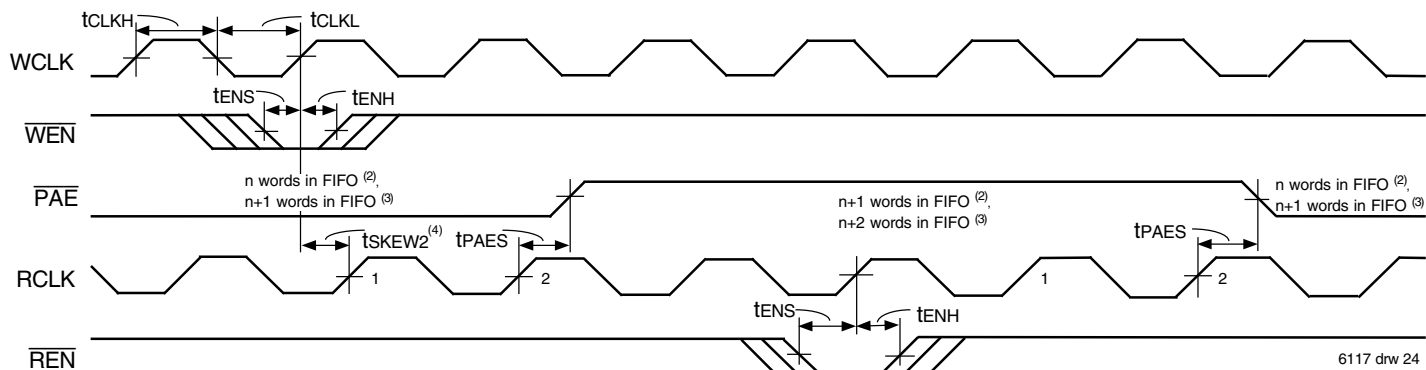 tCLKH
tCLKL
WCLK
tENS
tENH
WEN
PAE
n words in FIFO (2),
n+1 words in FIFO (3)
n+1 words in FIFO (2),
n+2 words in FIFO (3)
n words in FIFO (2),
n+1 words in FIFO (3)
tSKEW2(4)
tPAES
tPAES
RCLK
1
2
1
2
tENS
tENH
REN
6117 drw 24